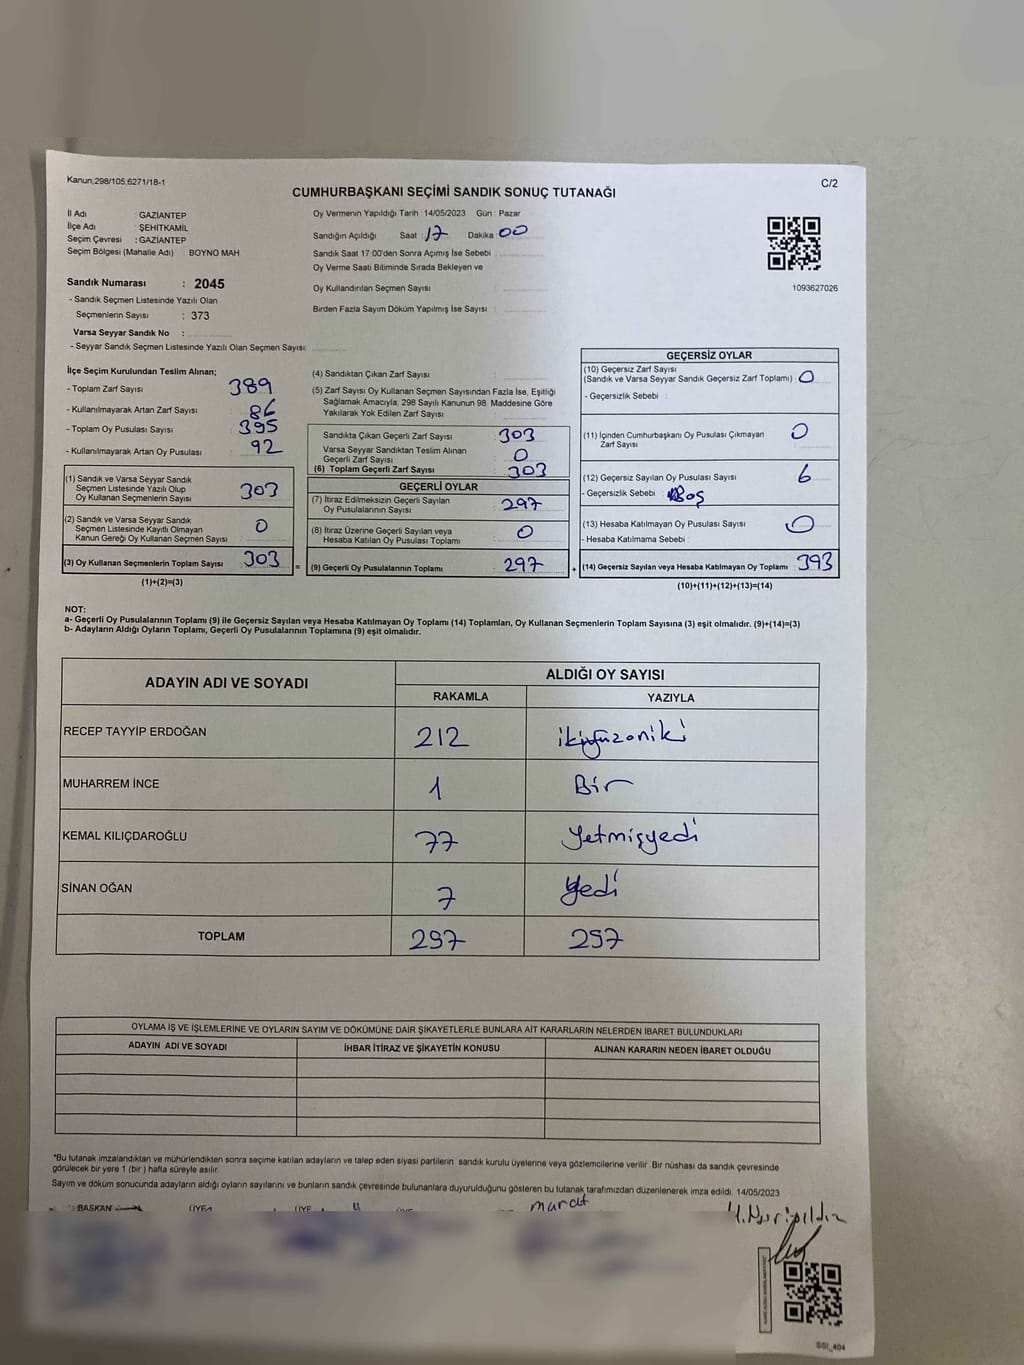 Kanun;298/105,6271/18-1
C/2
CUMHURBAŞKANI SEÇİMİ SANDIK SONUÇ TUTANAĞI
İl Adı : GAZİANTEP
İlçe Adı : ŞEHİTKAMİL
Seçim Çevresi : GAZİANTEP
Seçim Bölgesi (Mahalle Adı) : BOYNO MAH
Oy Vermenin Yapıldığı Tarih :14/05/2023 Gün : Pazar
Sandığın Açıldığı Saat : 17 Dakika 00
Sandık Saat 17.00'den Sonra Açımış İse Sebebi
Oy Verme Saati Bitiminde Sırada Bekleyen ve
Oy Kullandırılan Seçmen Sayısı
Birden Fazla Sayım Döküm Yapılmış İse Sayısı :
1093627026
Sandık Numarası : 2045
- Sandık Seçmen Listesinde Yazılı Olan
Seçmenlerin Sayısı : 373
Varsa Seyyar Sandık No :
- Seyyar Sandık Seçmen Listesinde Yazılı Olan Seçmen Sayısı:
İlçe Seçim Kurulundan Teslim Alınan;
- Toplam Zarf Sayısı 389
- Kullanılmayarak Artan Zarf Sayısı 86
- Toplam Oy Pusulası Sayısı 395
- Kullanılmayarak Artan Oy Pusulası 92
(1) Sandık ve Varsa Seyyar Sandık
Seçmen Listesinde Yazılı Olup
Oy Kullanan Seçmenlerin Sayısı 303
(2) Sandık ve Varsa Seyyar Sandık
Seçmen Listesinde Kayıtlı Olmayan
Kanun Gereği Oy Kullanan Seçmen Sayısı 0
(3) Oy Kullanan Seçmenlerin Toplam Sayısı 303
(1)+(2)=(3)
=
(4) Sandıktan Çıkan Zarf Sayısı
(5) Zarf Sayısı Oy Kullanan Seçmen Sayısından Fazla İse, Eşitliği
Sağlamak Amacıyla, 298 Sayılı Kanunun 98. Maddesine Göre
Yakılarak Yok Edilen Zarf Sayısı
Sandıkta Çıkan Geçerli Zarf Sayısı 303
Varsa Seyyar Sandıktan Teslim Alınan
Geçerli Zarf Sayısı 0
(6) Toplam Geçerli Zarf Sayısı 303
GEÇERLİ OYLAR
(7) İtiraz Edilmeksizin Geçerli Sayılan
Oy Pusulalarının Sayısı 297
(8) İtiraz Üzerine Geçerli Sayılan veya
Hesaba Katılan Oy Pusulası Toplamı 0
(9) Geçerli Oy Pusulalarının Toplamı 297
+
GEÇERSİZ OYLAR
(10) Geçersiz Zarf Sayısı
(Sandık ve Varsa Seyyar Sandık Geçersiz Zarf Toplamı) 0
- Geçersizlik Sebebi :
(11) İçinden Cumhurbaşkanı Oy Pusulası Çıkmayan
Zarf Sayısı 0
(12) Geçersiz Sayılan Oy Pusulası Sayısı 6
- Geçersizlik Sebebi Boş
(13) Hesaba Katılmayan Oy Pusulası Sayısı 0
- Hesaba Katılmama Sebebi :
(14) Geçersiz Sayılan veya Hesaba Katılmayan Oy Toplamı 393
(10)+(11)+(12)+(13)=(14)
NOT:
a- Geçerli Oy Pusulalarının Toplamı (9) ile Geçersiz Sayılan veya Hesaba Katılmayan Oy Toplamı (14) Toplamları, Oy Kullanan Seçmenlerin Toplam Sayısına (3) eşit olmalıdır. (9)+(14)=(3)
b- Adayların Aldığı Oyların Toplamı, Geçerli Oy Pusulalarının Toplamına (9) eşit olmalıdır.
ADAYIN ADI VE SOYADI
ALDIĞI OY SAYISI
RAKAMLA YAZIYLA
RECEP TAYYİP ERDOĞAN 212 ikiyüzoniki
MUHARREM İNCE 1 Bir
KEMAL KILIÇDAROĞLU 77 Yetmişyedi
SİNAN OĞAN 7 Yedi
TOPLAM 297 297
OYLAMA İŞ VE İŞLEMLERİNE VE OYLARIN SAYIM VE DÖKÜMÜNE DAİR ŞİKAYETLERLE BUNLARA AİT KARARLARIN NELERDEN İBARET BULUNDUKLARI
ADAYIN ADI VE SOYADI İHBAR İTİRAZ VE ŞİKAYETİN KONUSU ALINAN KARARIN NEDEN İBARET OLDUĞU
*Bu tutanak imzalandıktan ve mühürlendikten sonra seçime katılan adayların ve talep eden siyasi partilerin sandık kurulu üyelerine veya gözlemcilerine verilir. Bir nüshası da sandık çevresinde
görülecek bir yere 1 (bir ) hafta süreyle asılır.
Sayım ve döküm sonucunda adayların aldığı oyların sayılarını ve bunların sandık çevresinde bulunanlara duyurulduğunu gösteren bu tutanak tarafımızdan düzenlenerek imza edildi. 14/05/2023
BAŞKAN ÜYE ÜYE ÜYE murat
SSI_404